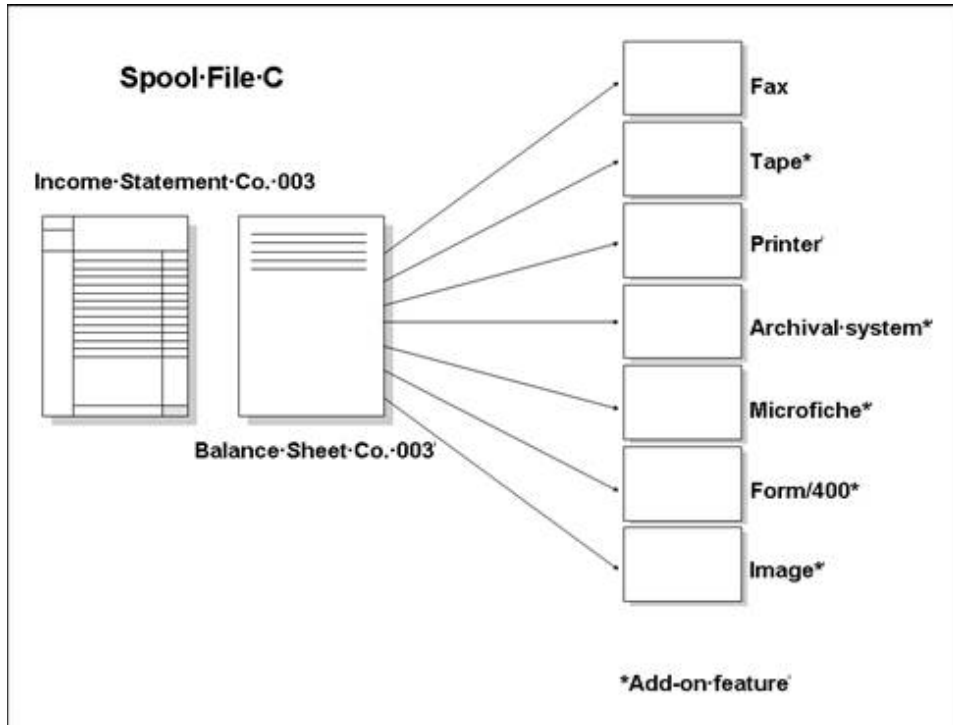 Spool·File·C
Income·Statement·Co.·003
Balance·Sheet·Co.·003
Fax
Tape*
Printer
Archival·system*
Microfiche*
Form/400*
Image*
*Add-on·feature